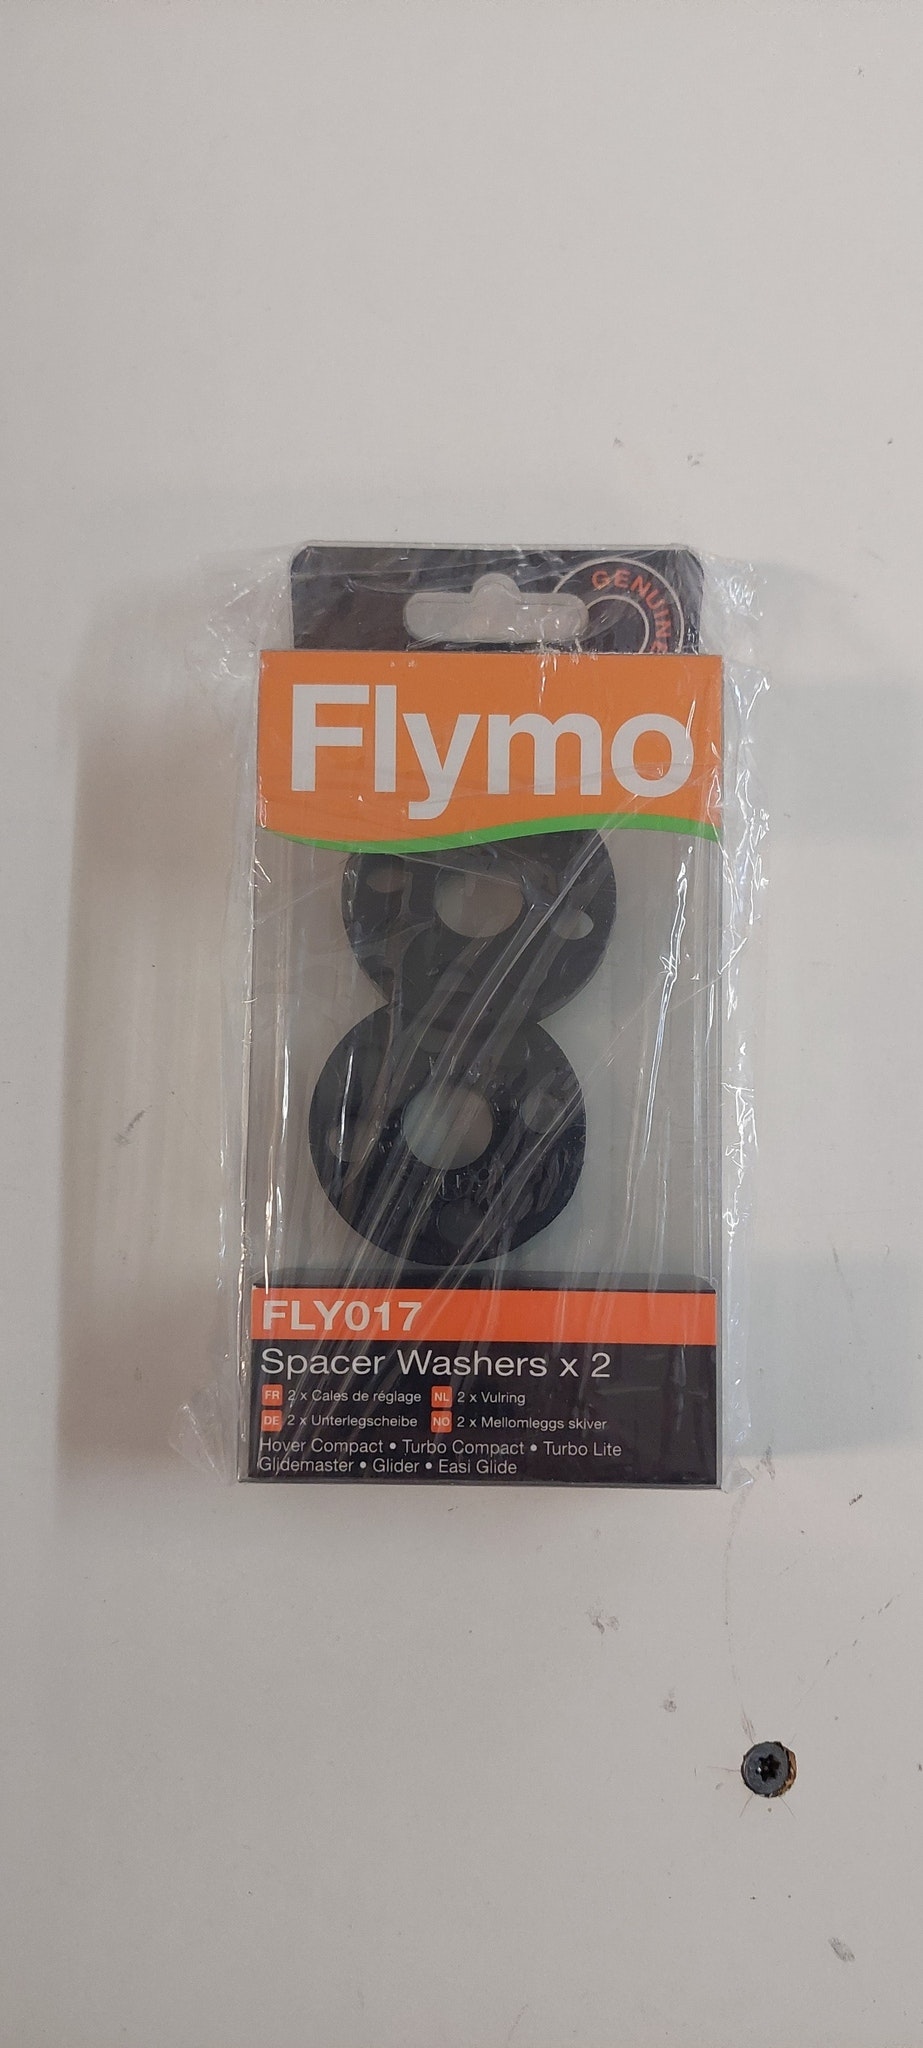 GENUINE
Flymo
FLY017
Spacer Washers x 2
FR 2 x Cales de réglage NL 2 x Vulring
DE 2 x Unterlegscheibe NO 2 x Mellomleggs skiver
Hover Compact • Turbo Compact • Turbo Lite
Glidemaster • Glider • Easi Glide